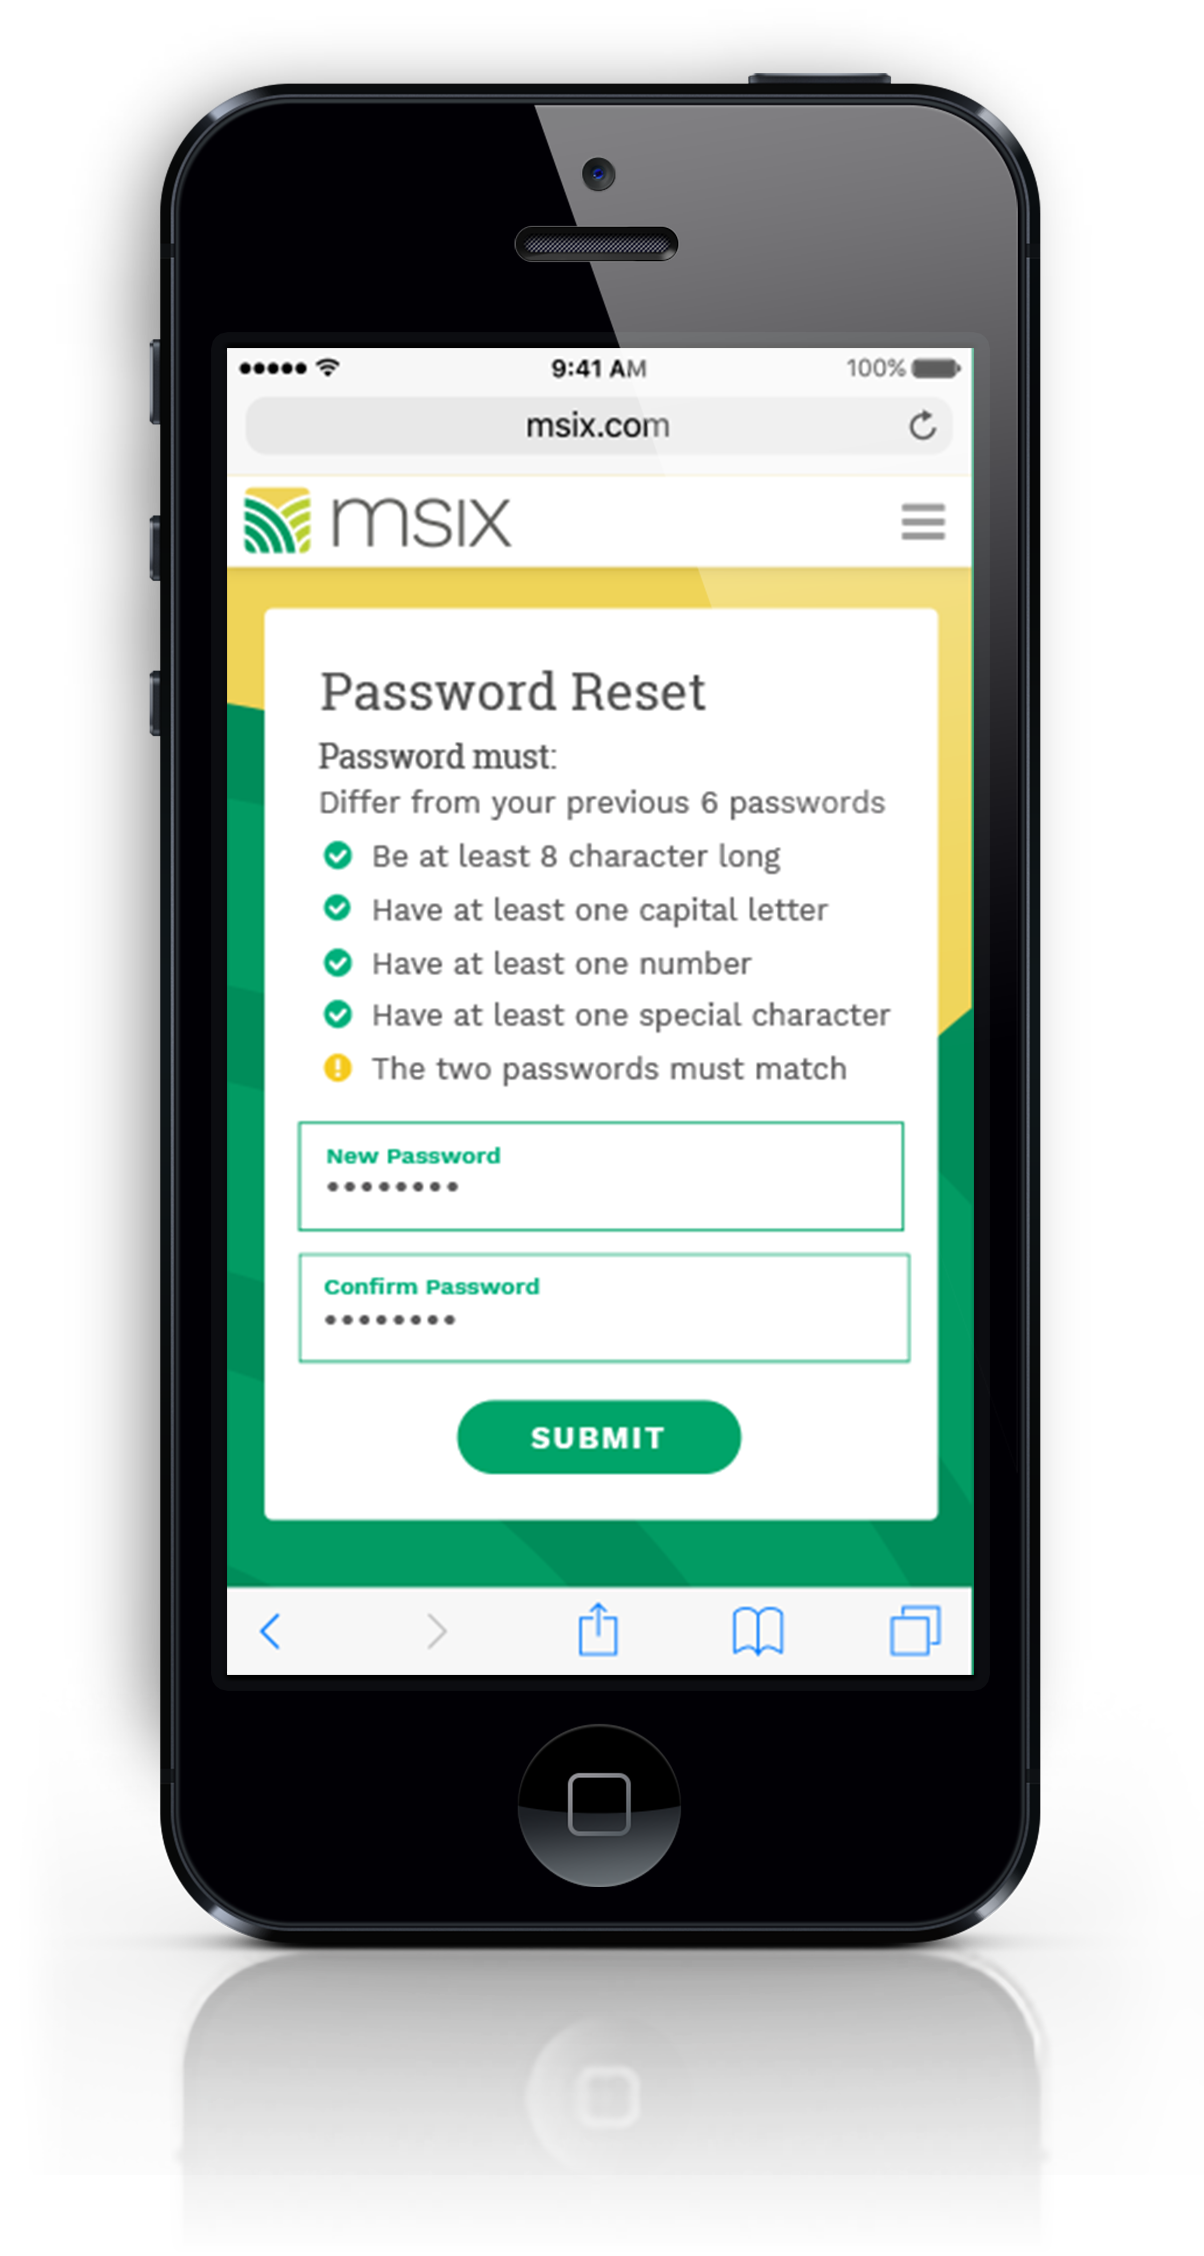 9:41 AM 100%
msix.com
msix
Password Reset
Password must:
Differ from your previous 6 passwords
Be at least 8 character long
Have at least one capital letter
Have at least one number
Have at least one special character
The two passwords must match
New Password
••••••••
Confirm Password
••••••••
SUBMIT